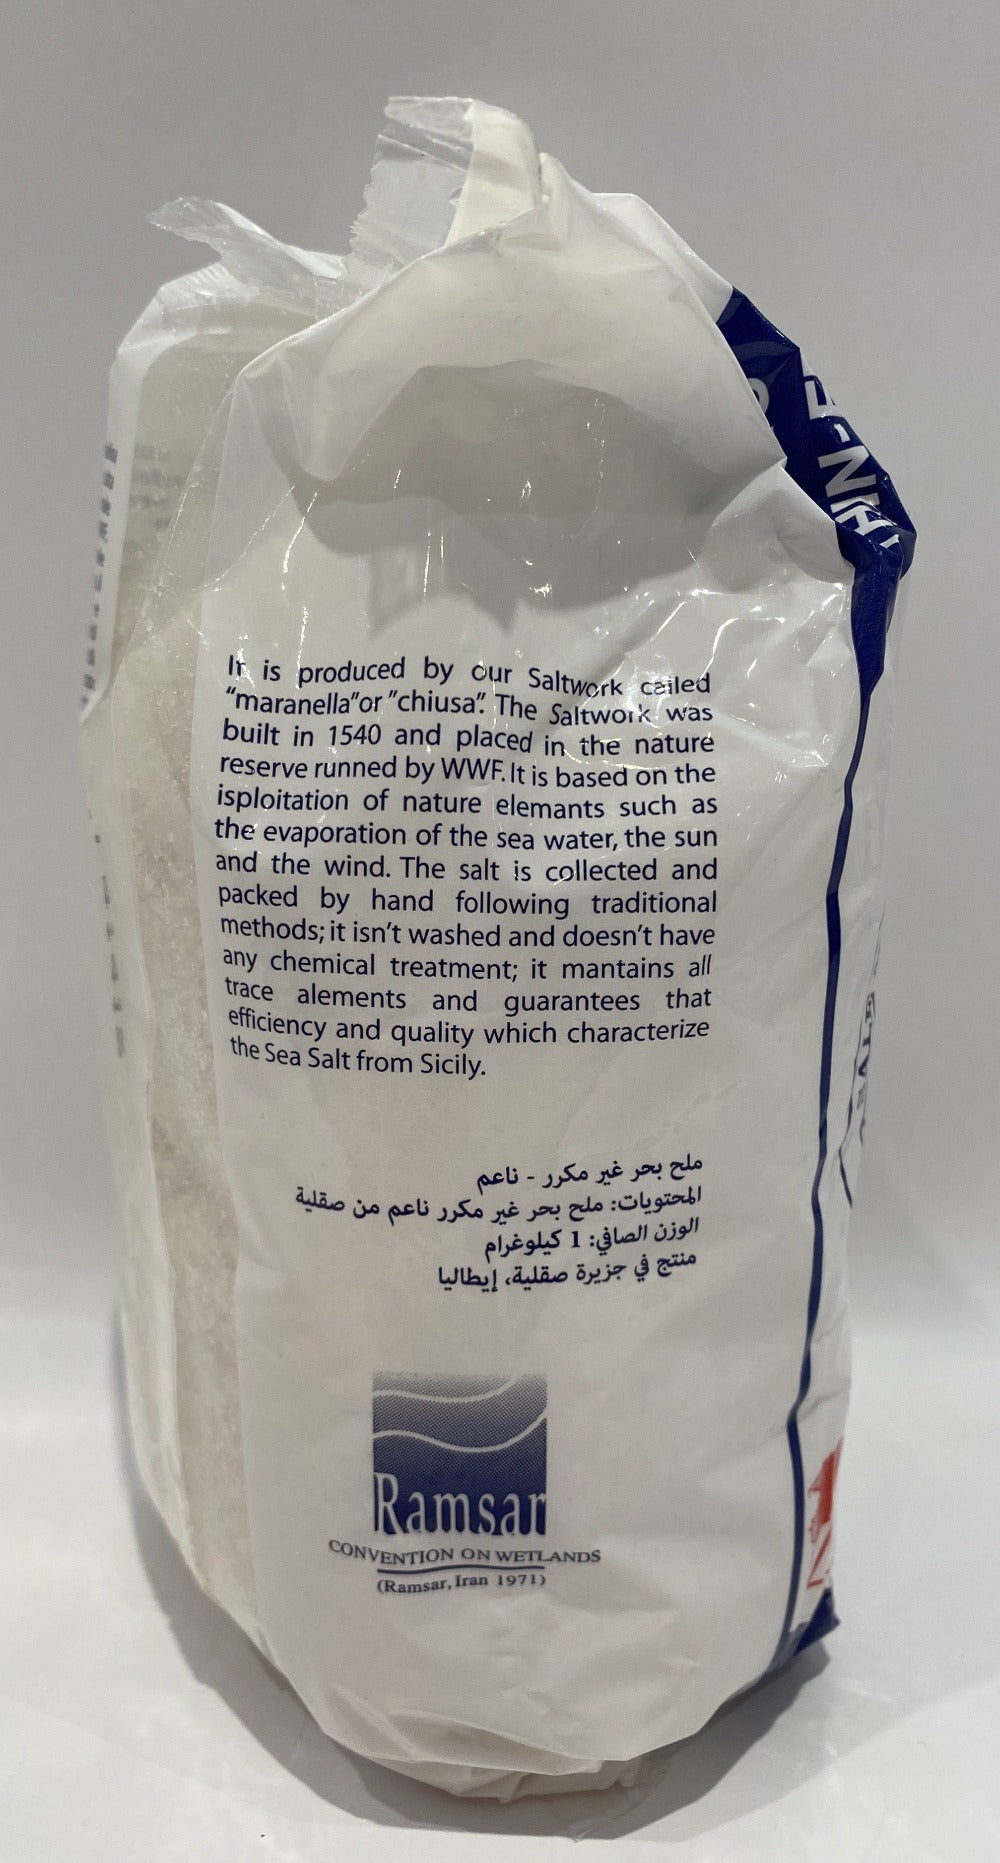 It is produced by our Saltwork called
“maranella”or ”chiusa”. The Saltwork was
built in 1540 and placed in the nature
reserve runned by WWF. It is based on the
isploitation of nature elemants such as
the evaporation of the sea water, the sun
and the wind. The salt is collected and
packed by hand following traditional
methods; it isn’t washed and doesn’t have
any chemical treatment; it mantains all
trace alements and guarantees that
efficiency and quality which characterize
the Sea Salt from Sicily.
ملح بحر غير مكرر - ناعم
المحتويات: ملح بحر غير مكرر ناعم من صقلية
الوزن الصافي: 1 كيلوغرام
منتج في جزيرة صقلية، إيطاليا
Ramsar
CONVENTION ON WETLANDS
(Ramsar, Iran 1971)